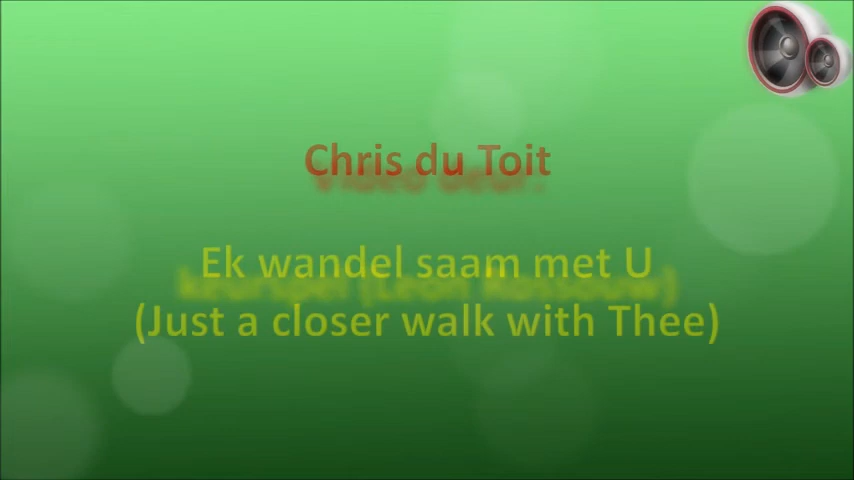 Chris du Toit
Ek wandel saam met U
(Just a closer walk with Thee)